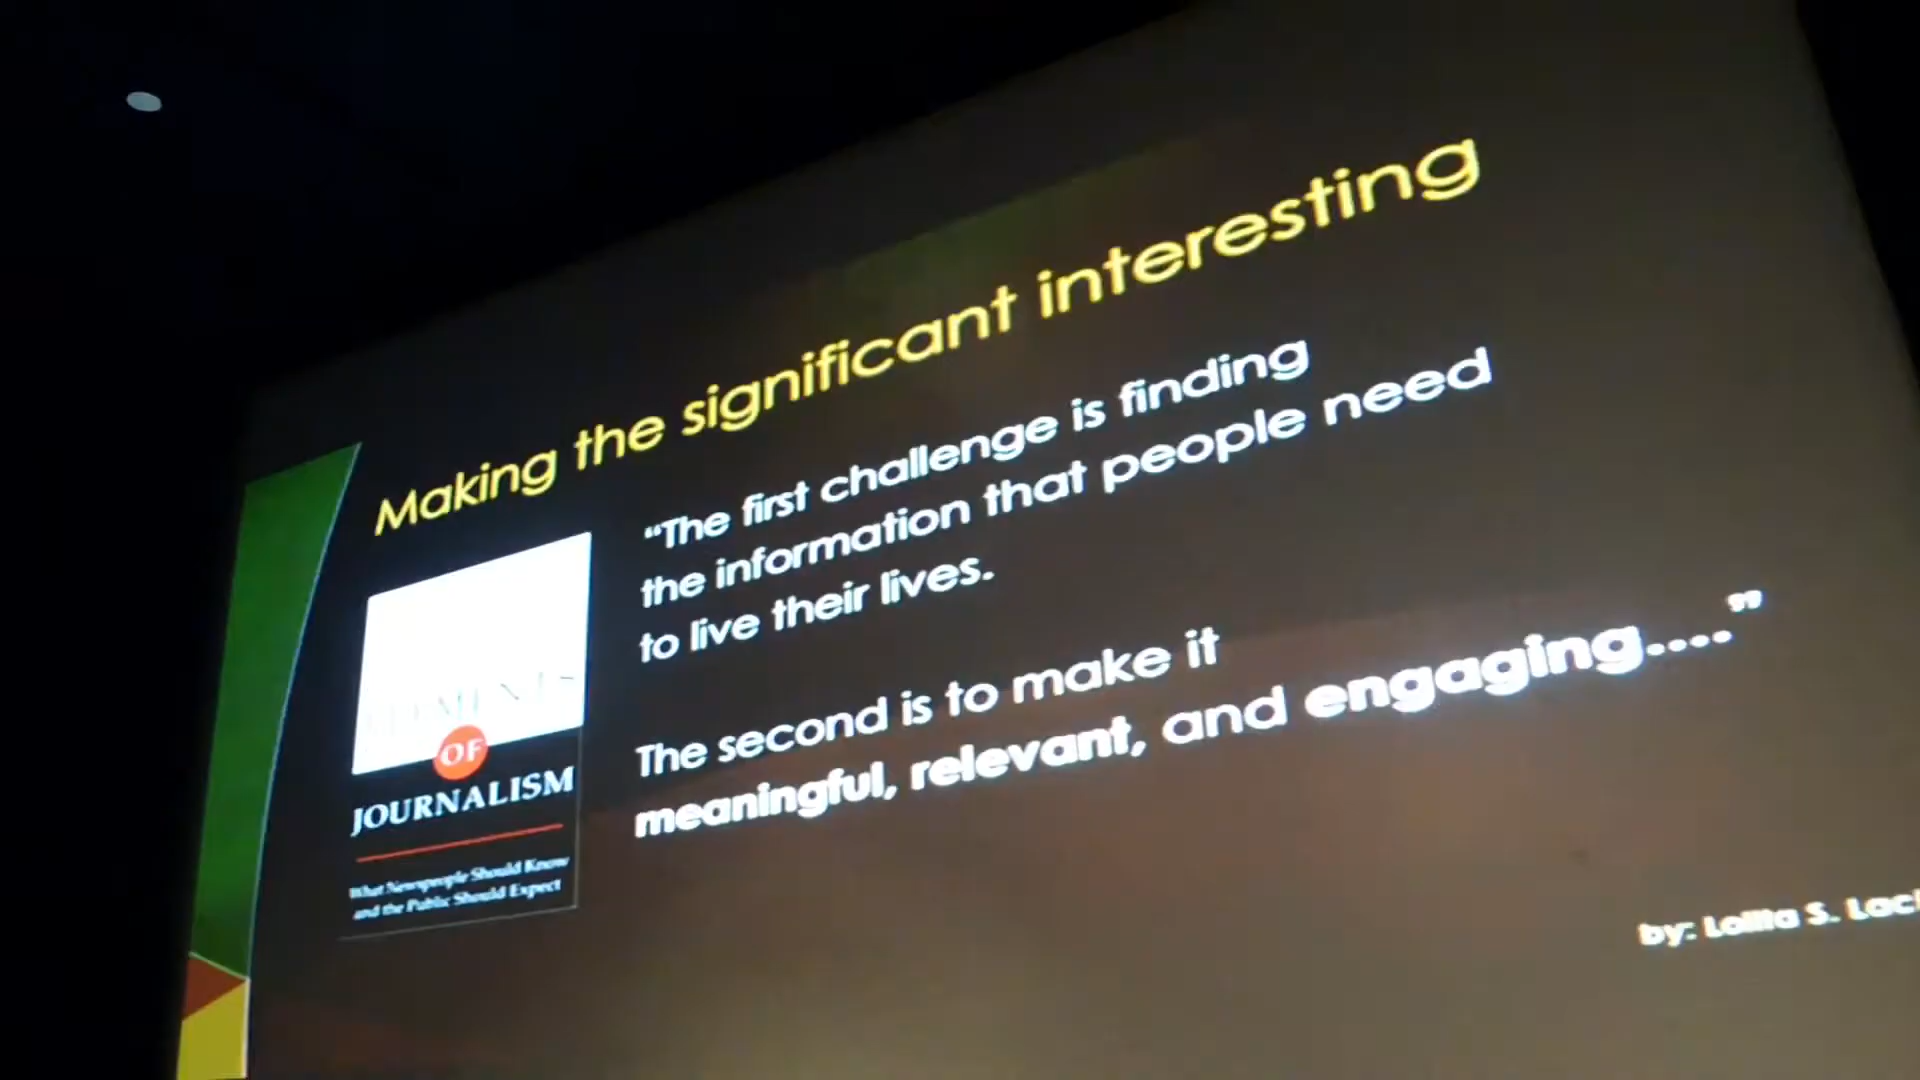 Making the significant interesting
“The first challenge is finding
the information that people need
to live their lives.
The second is to make it
meaningful, relevant, and engaging....”
ELEMENTS
OF
JOURNALISM
What Newspeople Should Know
and the Public Should Expect
by: Lolita S.